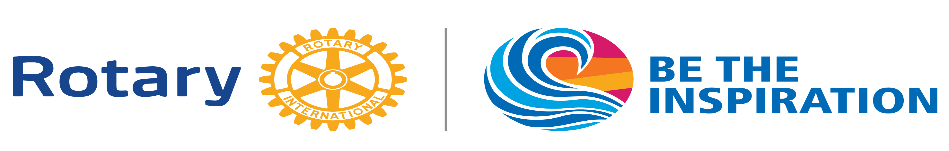 Rotary
ROTARY
INTERNATIONAL
BE THE
INSPIRATION